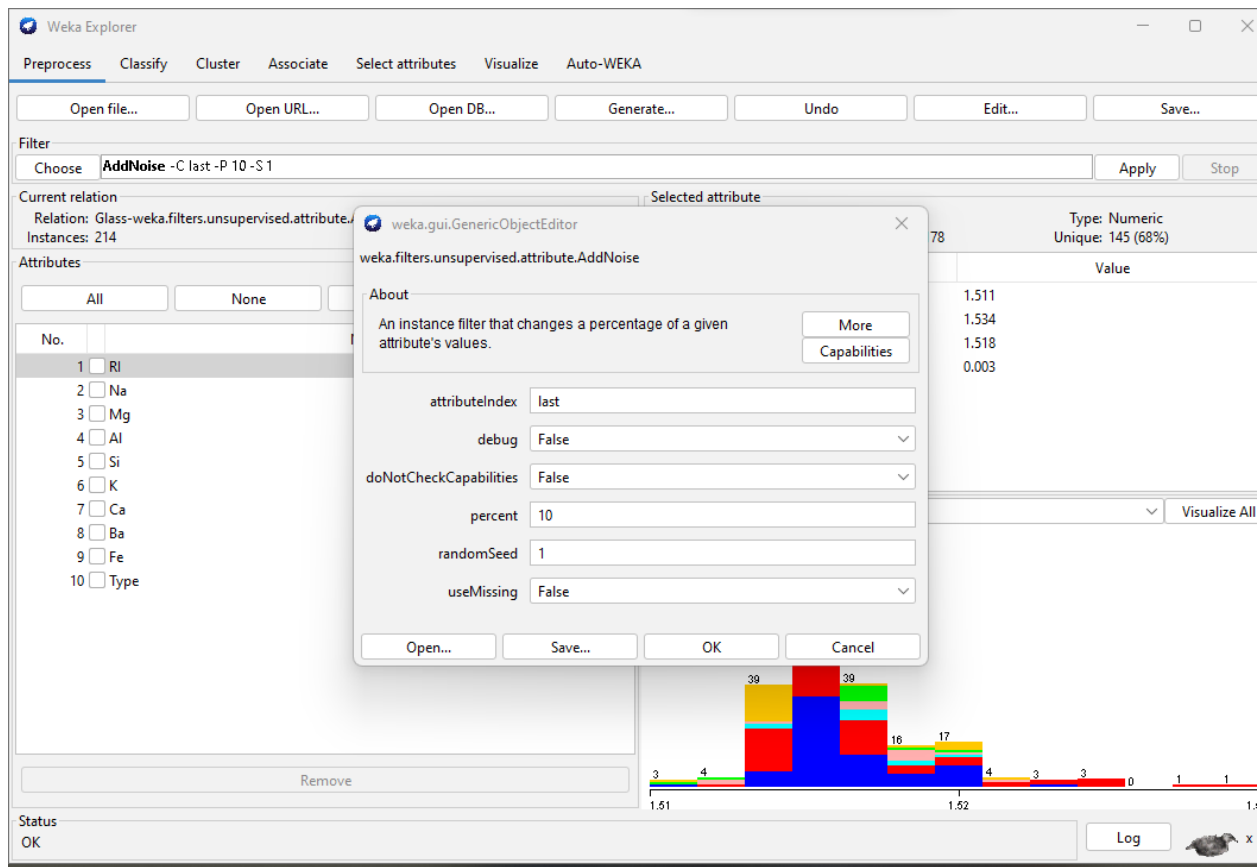 Weka Explorer
Preprocess Classify Cluster Associate Select attributes Visualize Auto-WEKA
Open file... Open URL... Open DB... Generate... Undo Edit... Save...
Filter
Choose AddNoise -C last -P 10 -S 1 Apply Stop
Current relation
Relation: Glass-weka.filters.unsupervised.attribute.
Instances: 214
Selected attribute
Type: Numeric
78 Unique: 145 (68%)
Attributes
All None
No.
1 RI
2 Na
3 Mg
4 Al
5 Si
6 K
7 Ca
8 Ba
9 Fe
10 Type
Remove
weka.gui.GenericObjectEditor
weka.filters.unsupervised.attribute.AddNoise
About
An instance filter that changes a percentage of a given
attribute's values.
More
Capabilities
attributeIndex last
debug False
doNotCheckCapabilities False
percent 10
randomSeed 1
useMissing False
Open... Save... OK Cancel
Value
1.511
1.534
1.518
0.003
Visualize All
39 39
16 17
3 4 4 3 3 0 1 1
1.51 1.52
Status
OK
Log x